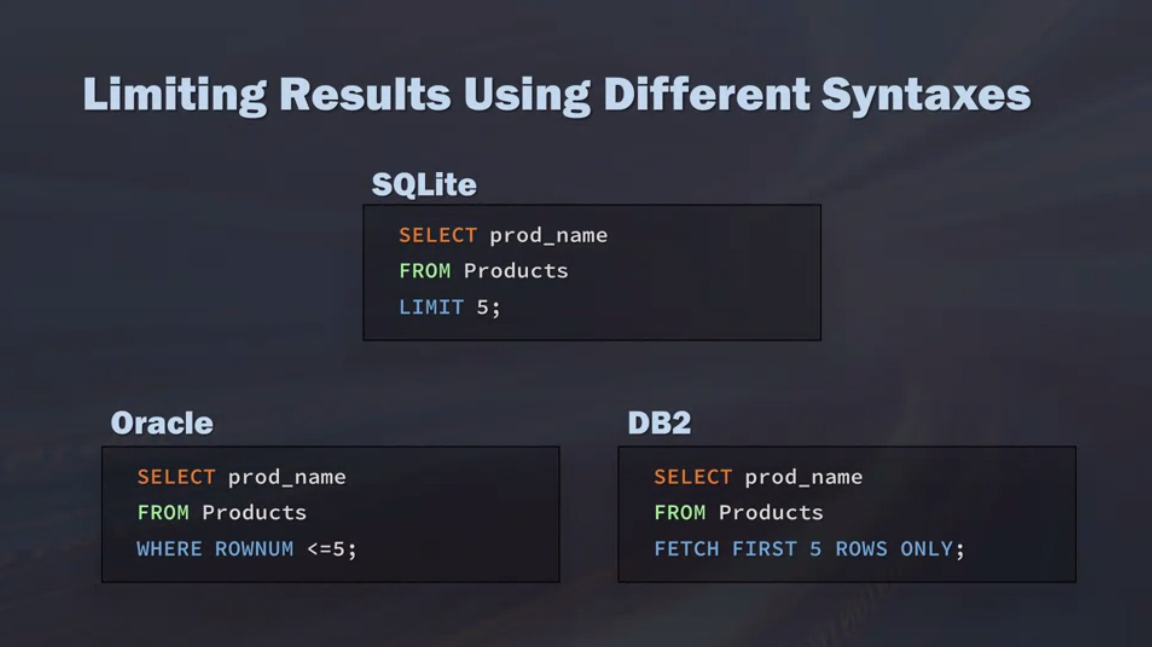 Limiting Results Using Different Syntaxes
SQLite
SELECT prod_name
FROM Products
LIMIT 5;
Oracle
SELECT prod_name
FROM Products
WHERE ROWNUM <=5;
DB2
SELECT prod_name
FROM Products
FETCH FIRST 5 ROWS ONLY;